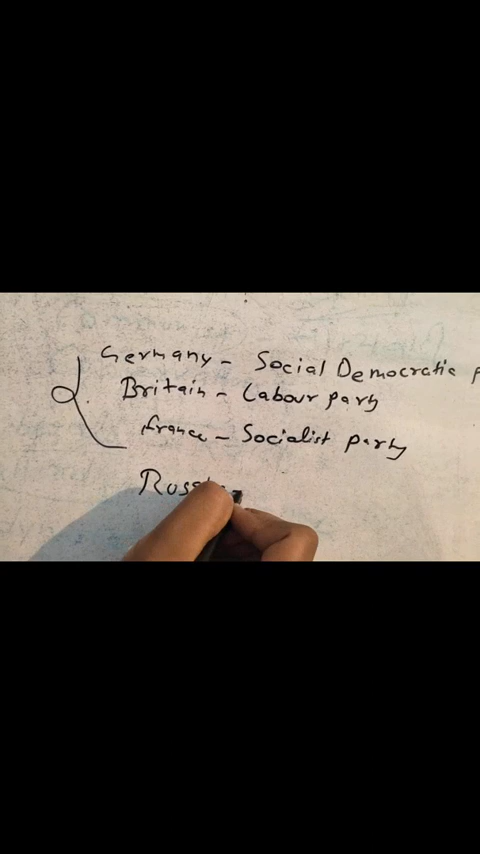 Germany - Social Democratic P
Britain - Labour party
france - Socialist party